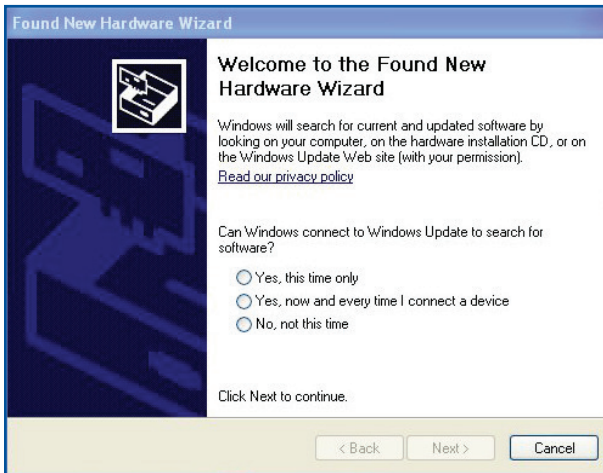 Found New Hardware Wizard
Welcome to the Found New
Hardware Wizard
Windows will search for current and updated software by
looking on your computer, on the hardware installation CD, or on
the Windows Update Web site (with your permission).
Read our privacy policy
Can Windows connect to Windows Update to search for
software?
Yes, this time only
Yes, now and every time I connect a device
No, not this time
Click Next to continue.
< Back
Next >
Cancel